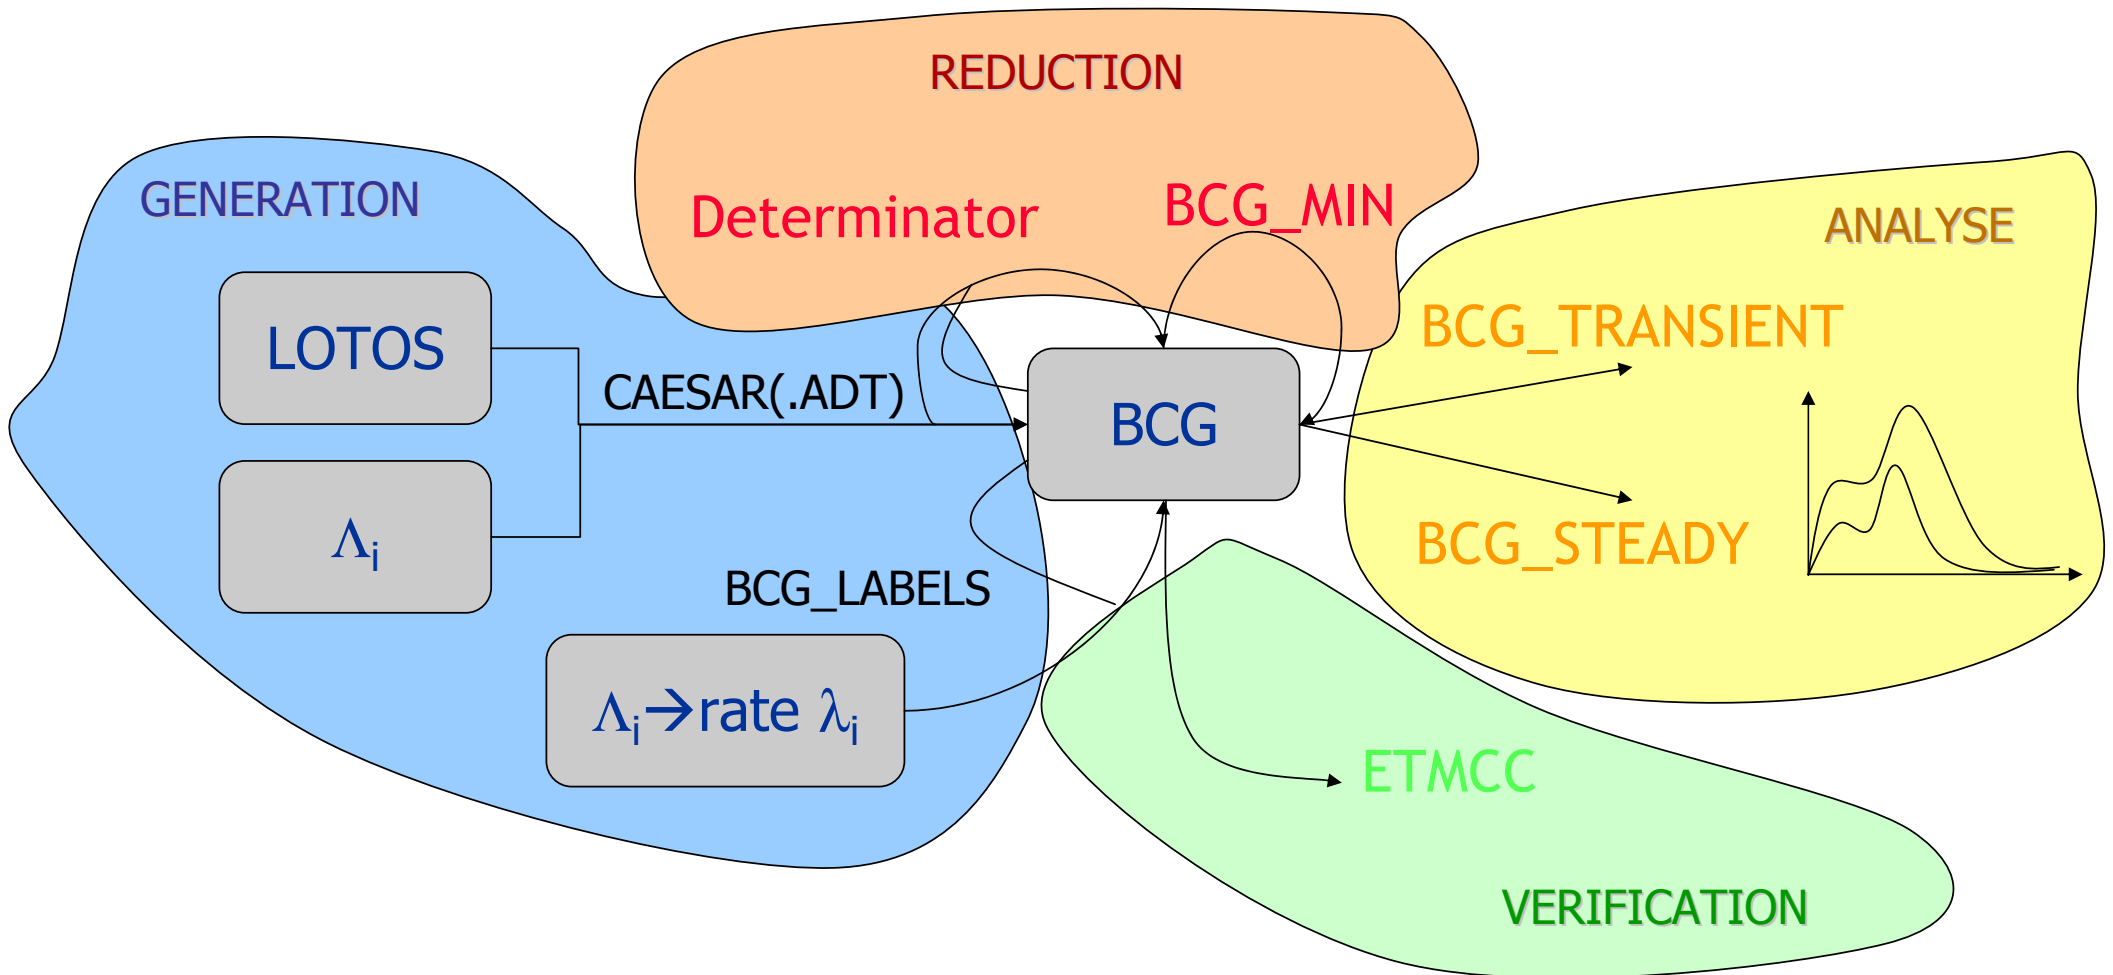 REDUCTION
GENERATION
Determinator
BCG_MIN
ANALYSE
LOTOS
CAESAR(.ADT)
BCG
BCG_TRANSIENT
Λi
BCG_STEADY
BCG_LABELS
Λi→rate λi
ETMCC
VERIFICATION